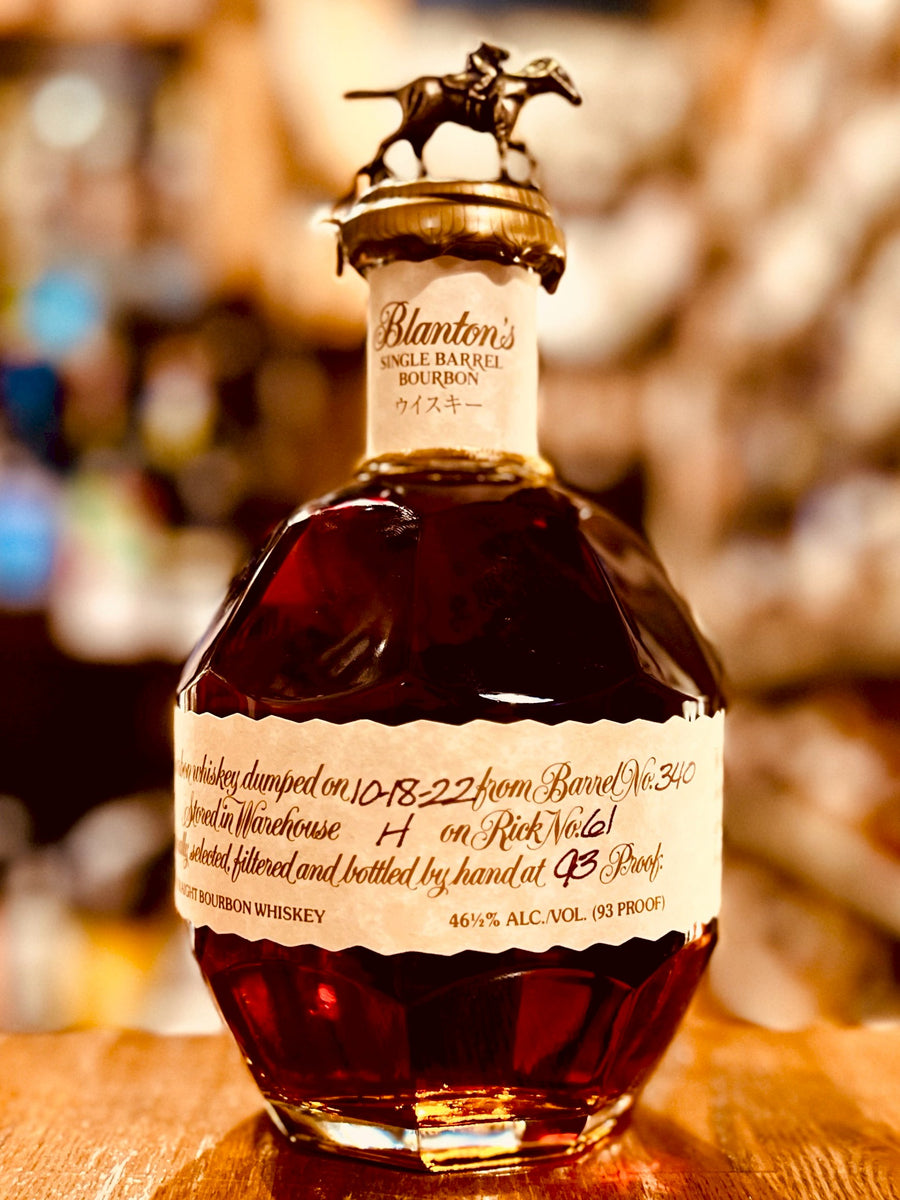 Blanton's
SINGLE BARREL
BOURBON
ウイスキー
whiskey dumped on 10-18-22 from Barrel No. 340
Stored in Warehouse H on Rick No. 61
selected, filtered and bottled by hand at 93 Proof.
BOURBON WHISKEY 46½% ALC./VOL. (93 PROOF)